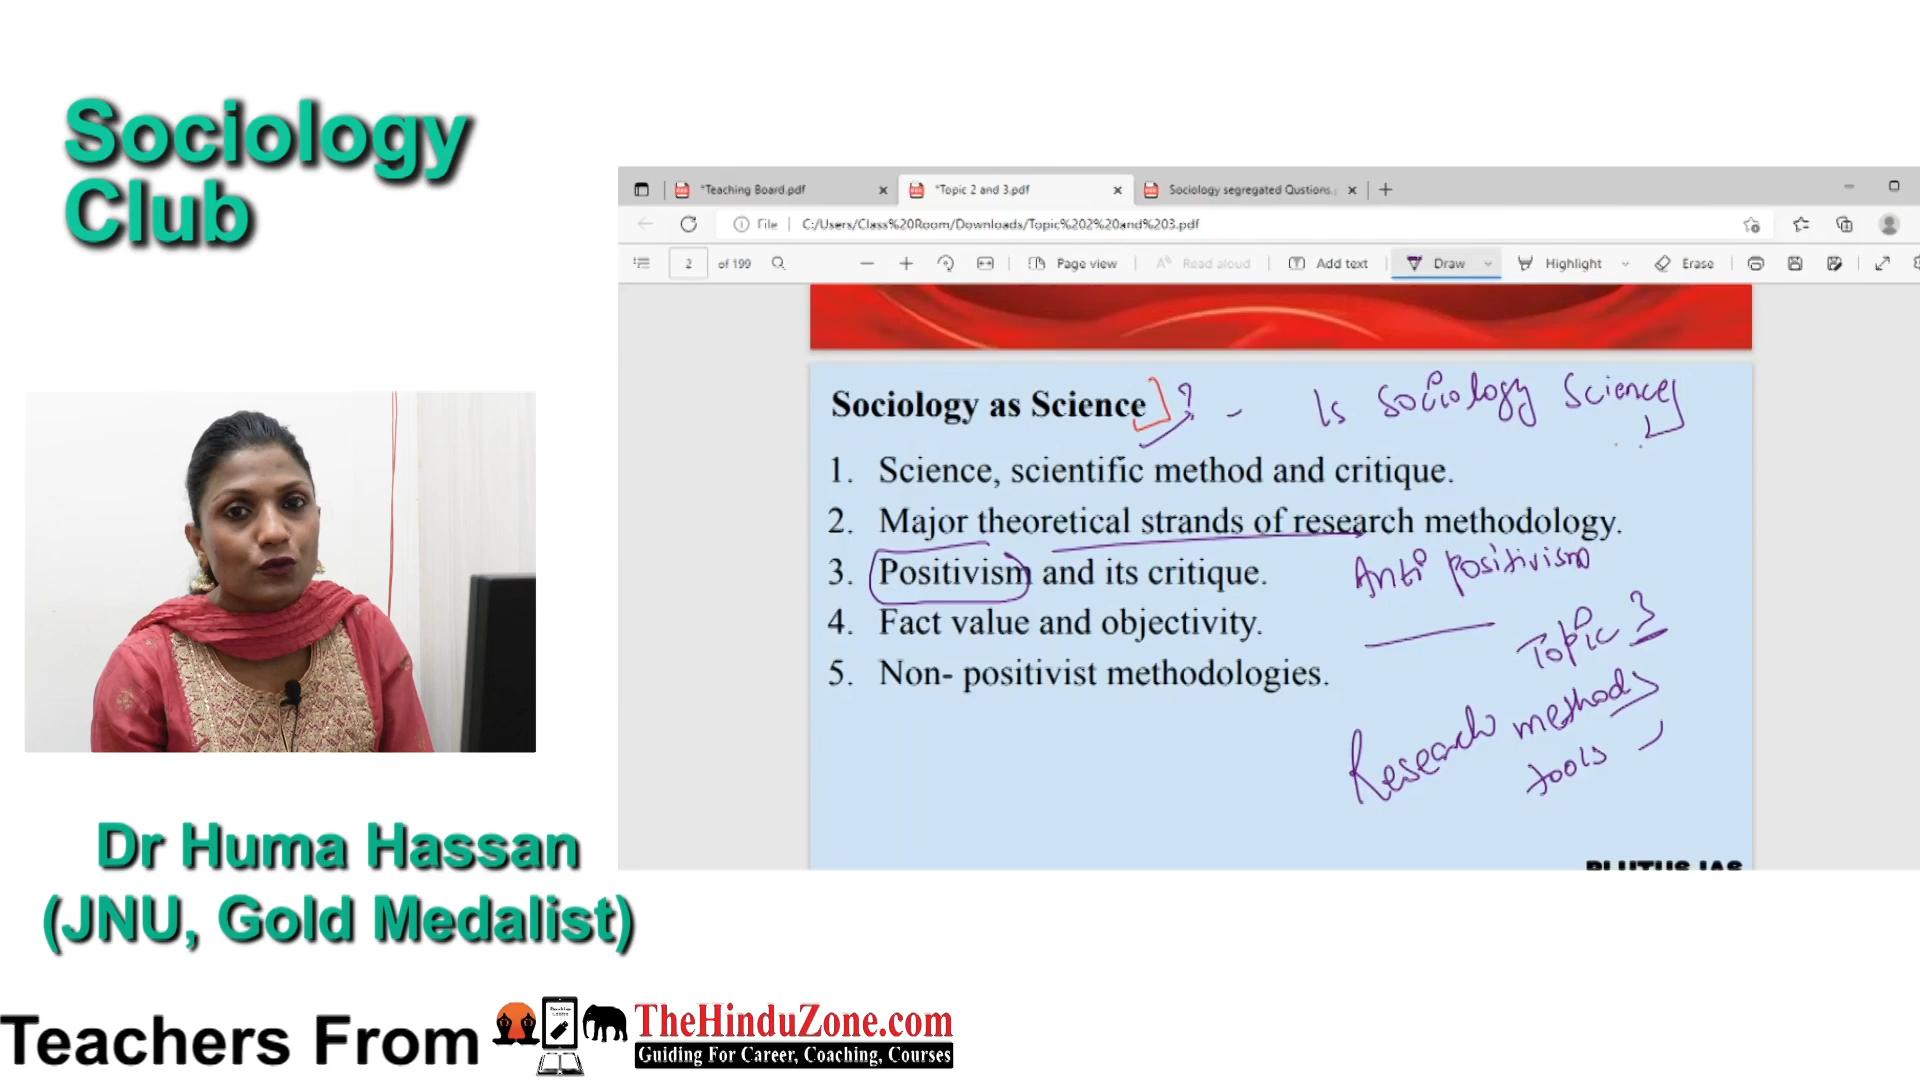 Sociology
Club
*Teaching Board.pdf
*Topic 2 and 3.pdf
Sociology segregated Qustions.
File
C:/Users/Class%20Room/Downloads/Topic%202%20and%203.pdf
2 of 199
Page view
Read aloud
Add text
Draw
Highlight
Erase
Sociology as Science ? - Is Sociology Science
1. Science, scientific method and critique.
2. Major theoretical strands of research methodology.
3. Positivism and its critique. Anti positivism
4. Fact value and objectivity.
Topic 3
5. Non- positivist methodologies.
Research methods
tools
PLUTUS IAS
Dr Huma Hassan
(JNU, Gold Medalist)
Teachers From
TheHinduZone.com
Guiding For Career, Coaching, Courses